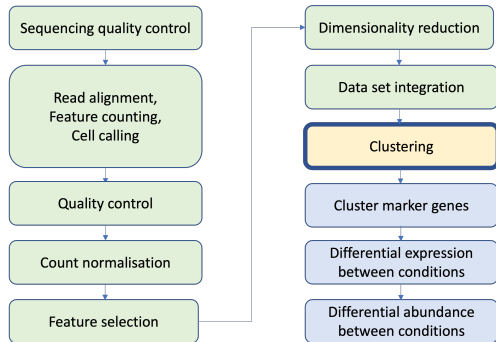 Sequencing quality control
Read alignment,
Feature counting,
Cell calling
Quality control
Count normalisation
Feature selection
Dimensionality reduction
Data set integration
Clustering
Cluster marker genes
Differential expression
between conditions
Differential abundance
between conditions